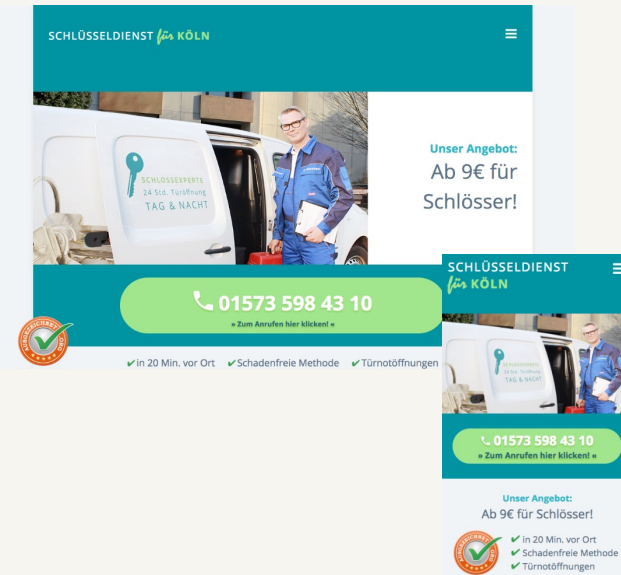 SCHLÜSSELDIENST für KÖLN
SCHLOSSEXPERTE
24 Std. Türöffnung
TAG & NACHT
Unser Angebot:
Ab 9€ für
Schlösser!
01573 598 43 10
» Zum Anrufen hier klicken! «
✔ in 20 Min. vor Ort ✔ Schadenfreie Methode ✔ Türnotöffnungen
SCHLÜSSELDIENST
für KÖLN
SCHLOSSEXPERTE
24 Std. Türöffnung
TAG & NACHT
01573 598 43 10
» Zum Anrufen hier klicken! «
Unser Angebot:
Ab 9€ für Schlösser!
✔ in 20 Min. vor Ort
✔ Schadenfreie Methode
✔ Türnotöffnungen